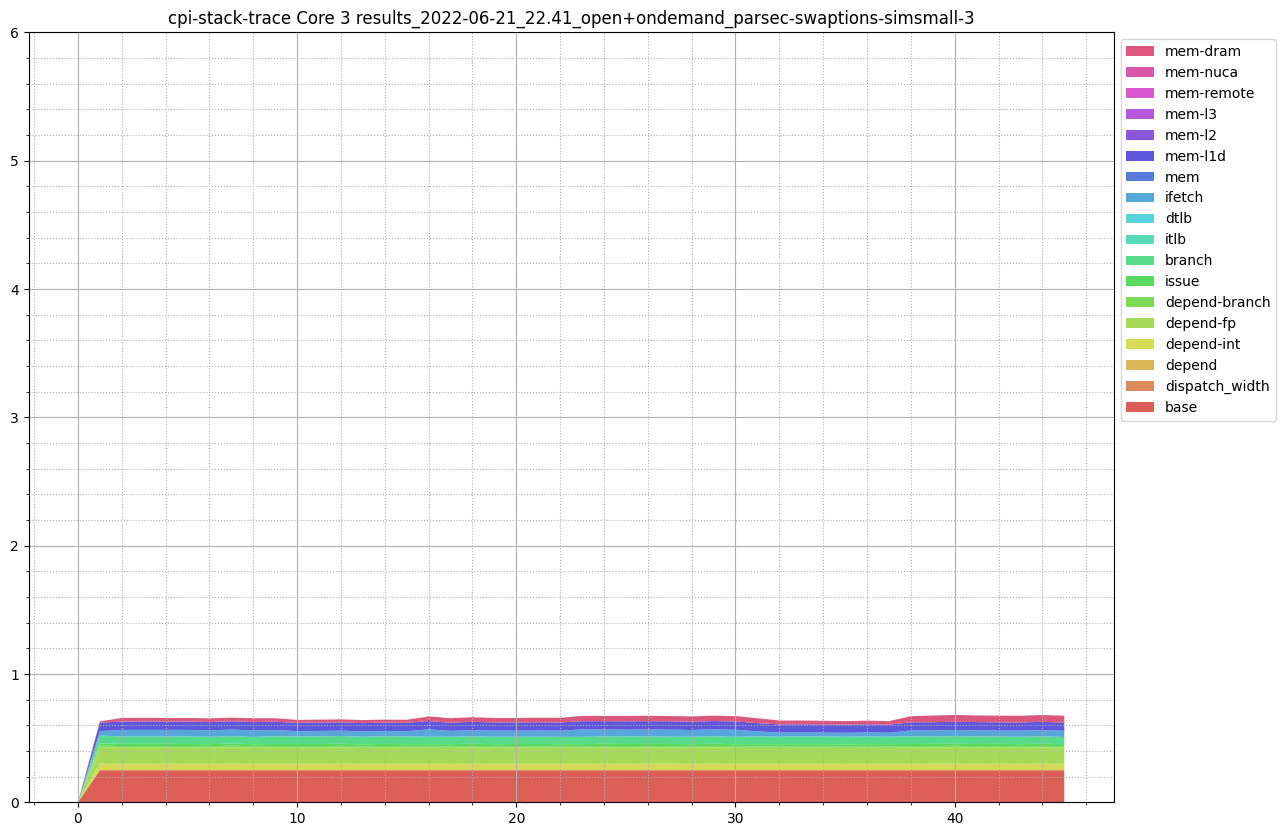 cpi-stack-trace Core 3 results_2022-06-21_22.41_open+ondemand_parsec-swaptions-simsmall-3
6
5
4
3
2
1
0
0 10 20 30 40
mem-dram
mem-nuca
mem-remote
mem-l3
mem-l2
mem-l1d
mem
ifetch
dtlb
itlb
branch
issue
depend-branch
depend-fp
depend-int
depend
dispatch_width
base